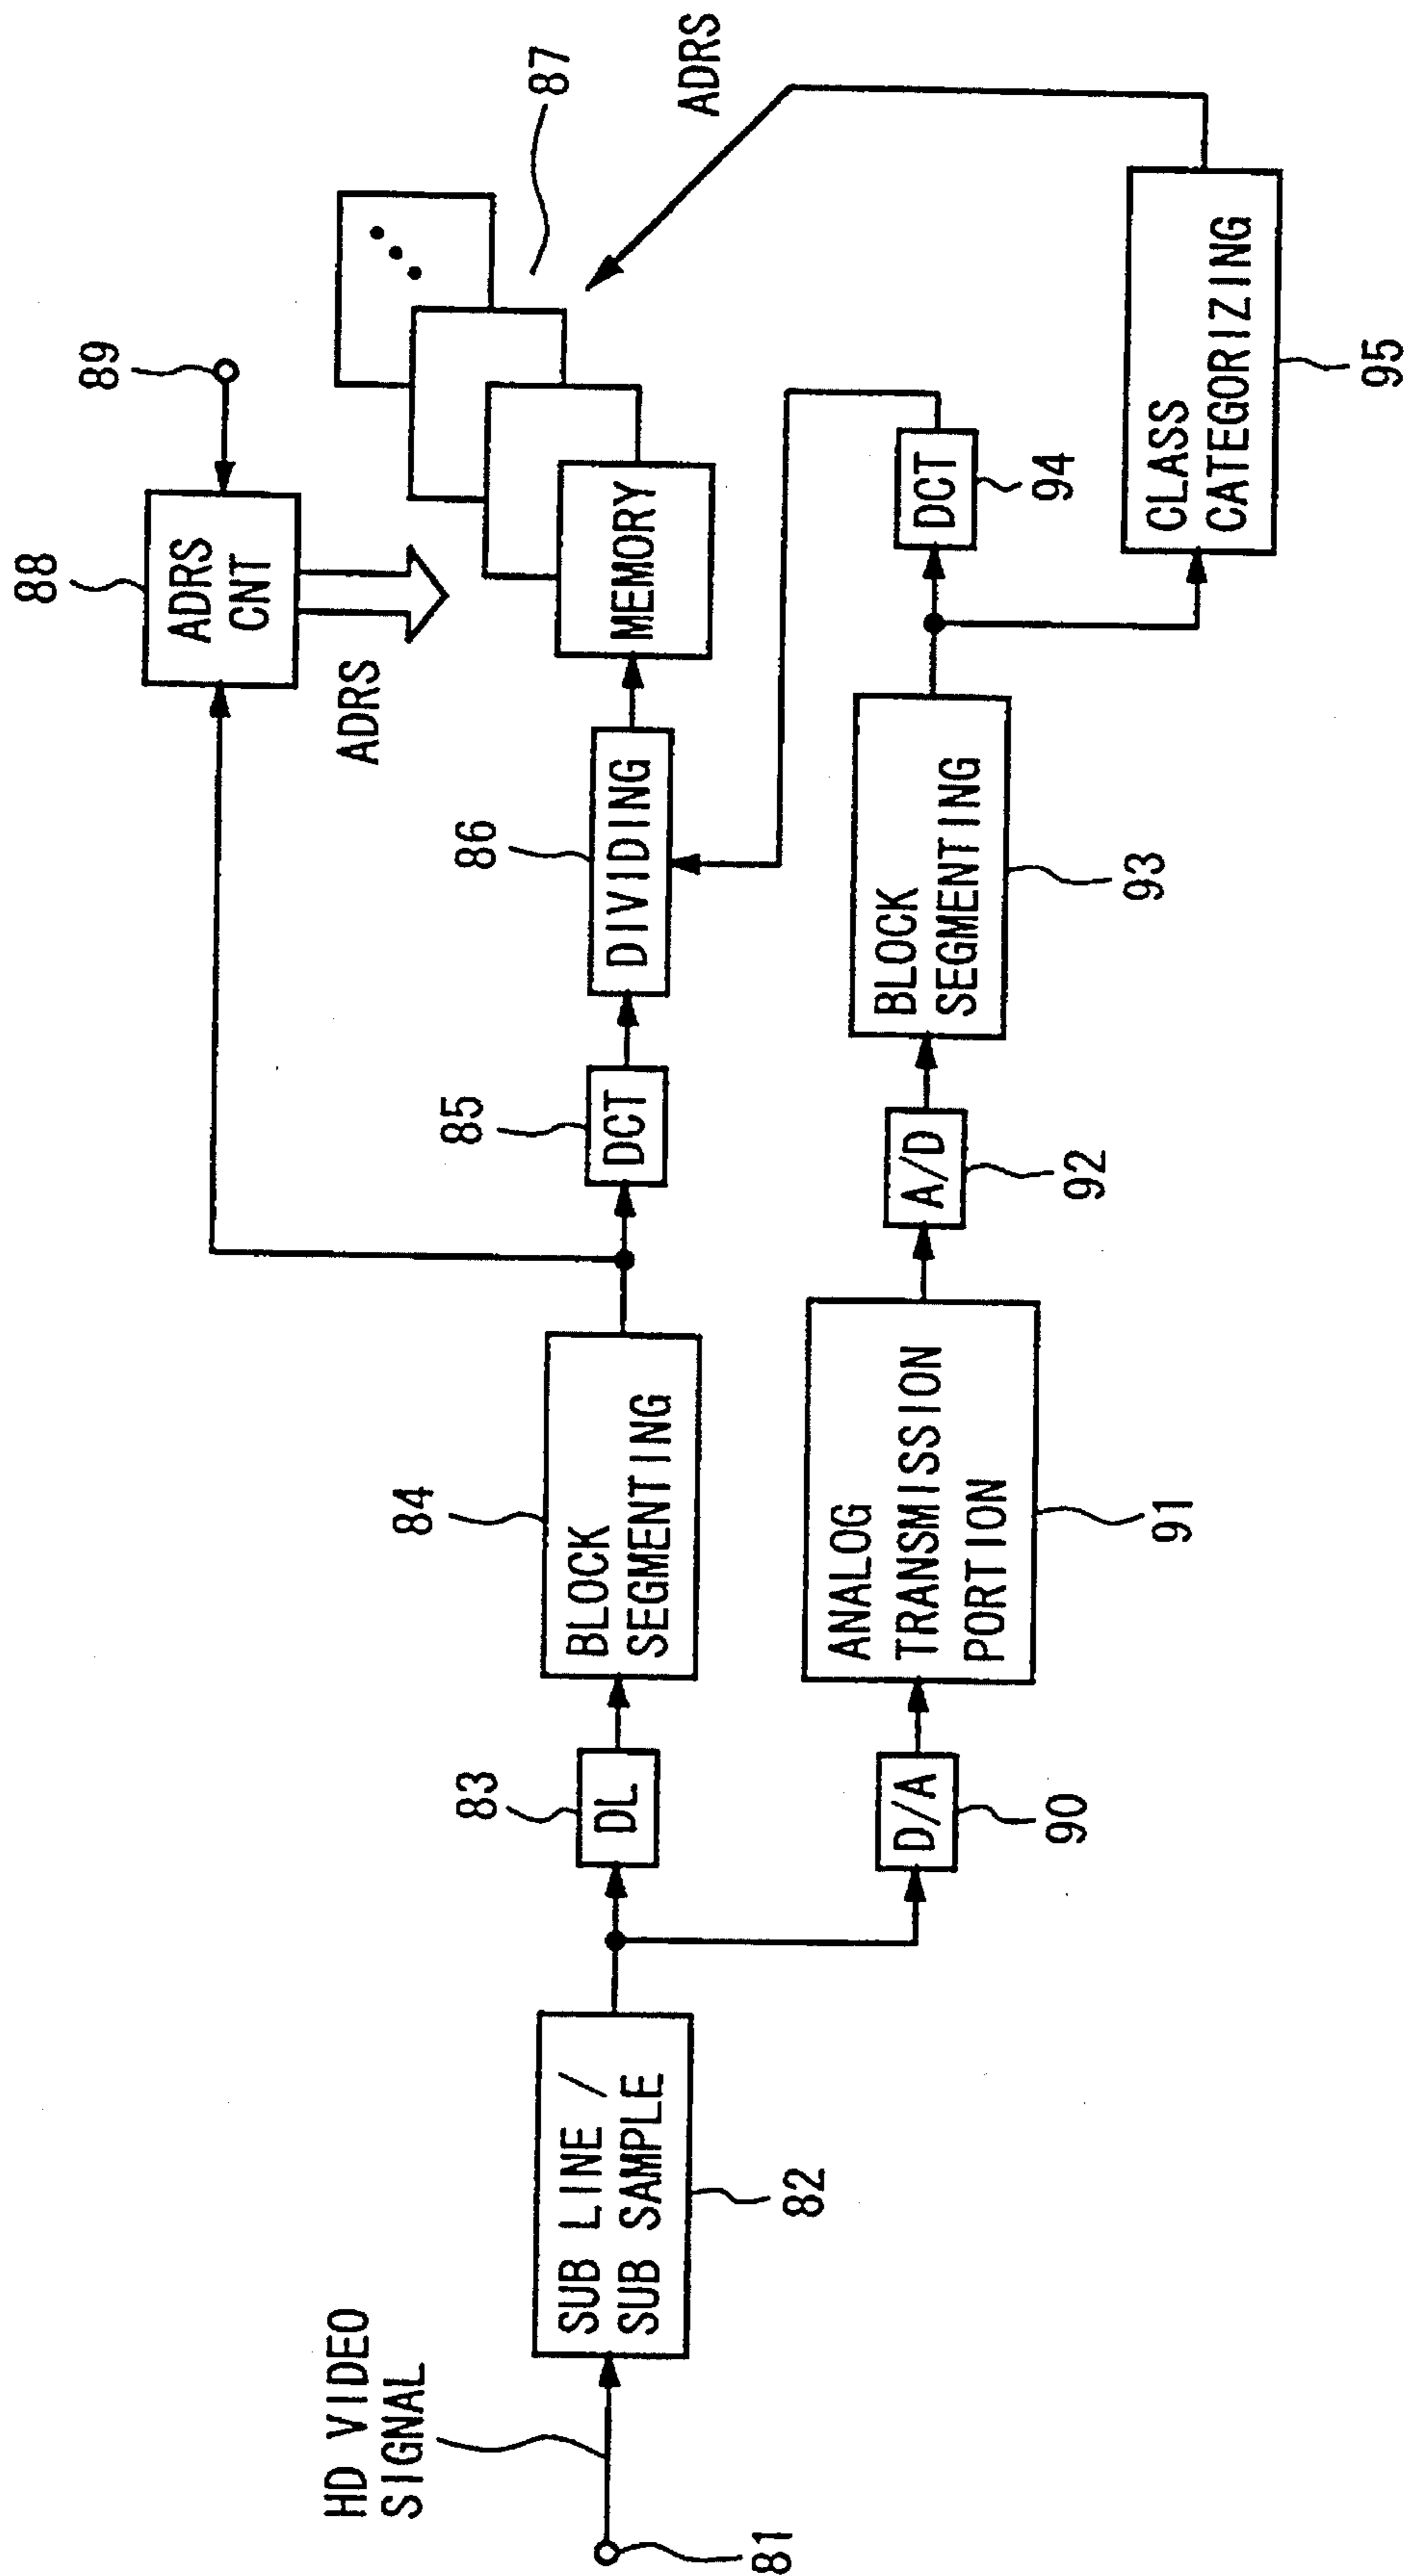 HD VIDEO
SIGNAL
81
SUB LINE /
SUB SAMPLE
82
83
DL
84
BLOCK
SEGMENTING
85
DCT
86
DIVIDING
MEMORY
87
88
ADRS
CNT
89
ADRS
ADRS
D/A
90
ANALOG
TRANSMISSION
PORTION
91
A/D
92
BLOCK
SEGMENTING
93
DCT
94
CLASS
CATEGORIZING
95